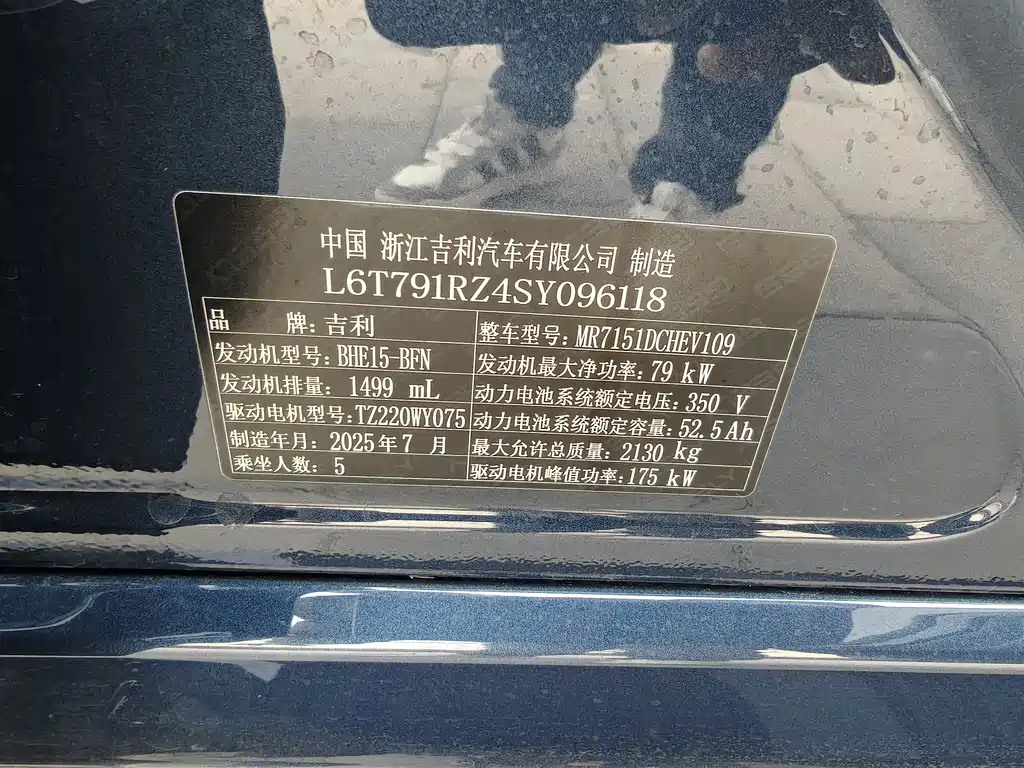 中国 浙江吉利汽车有限公司 制造
L6T791RZ4SY096118
品 牌: 吉利 整车型号: MR7151DCHEV109
发动机型号: BHE15-BFN 发动机最大净功率: 79 kW
发动机排量: 1499 mL 动力电池系统额定电压: 350 V
驱动电机型号: TZ220WY075 动力电池系统额定容量: 52.5 Ah
制造年月: 2025年7 月 最大允许总质量: 2130 kg
乘坐人数: 5 驱动电机峰值功率: 175 kW